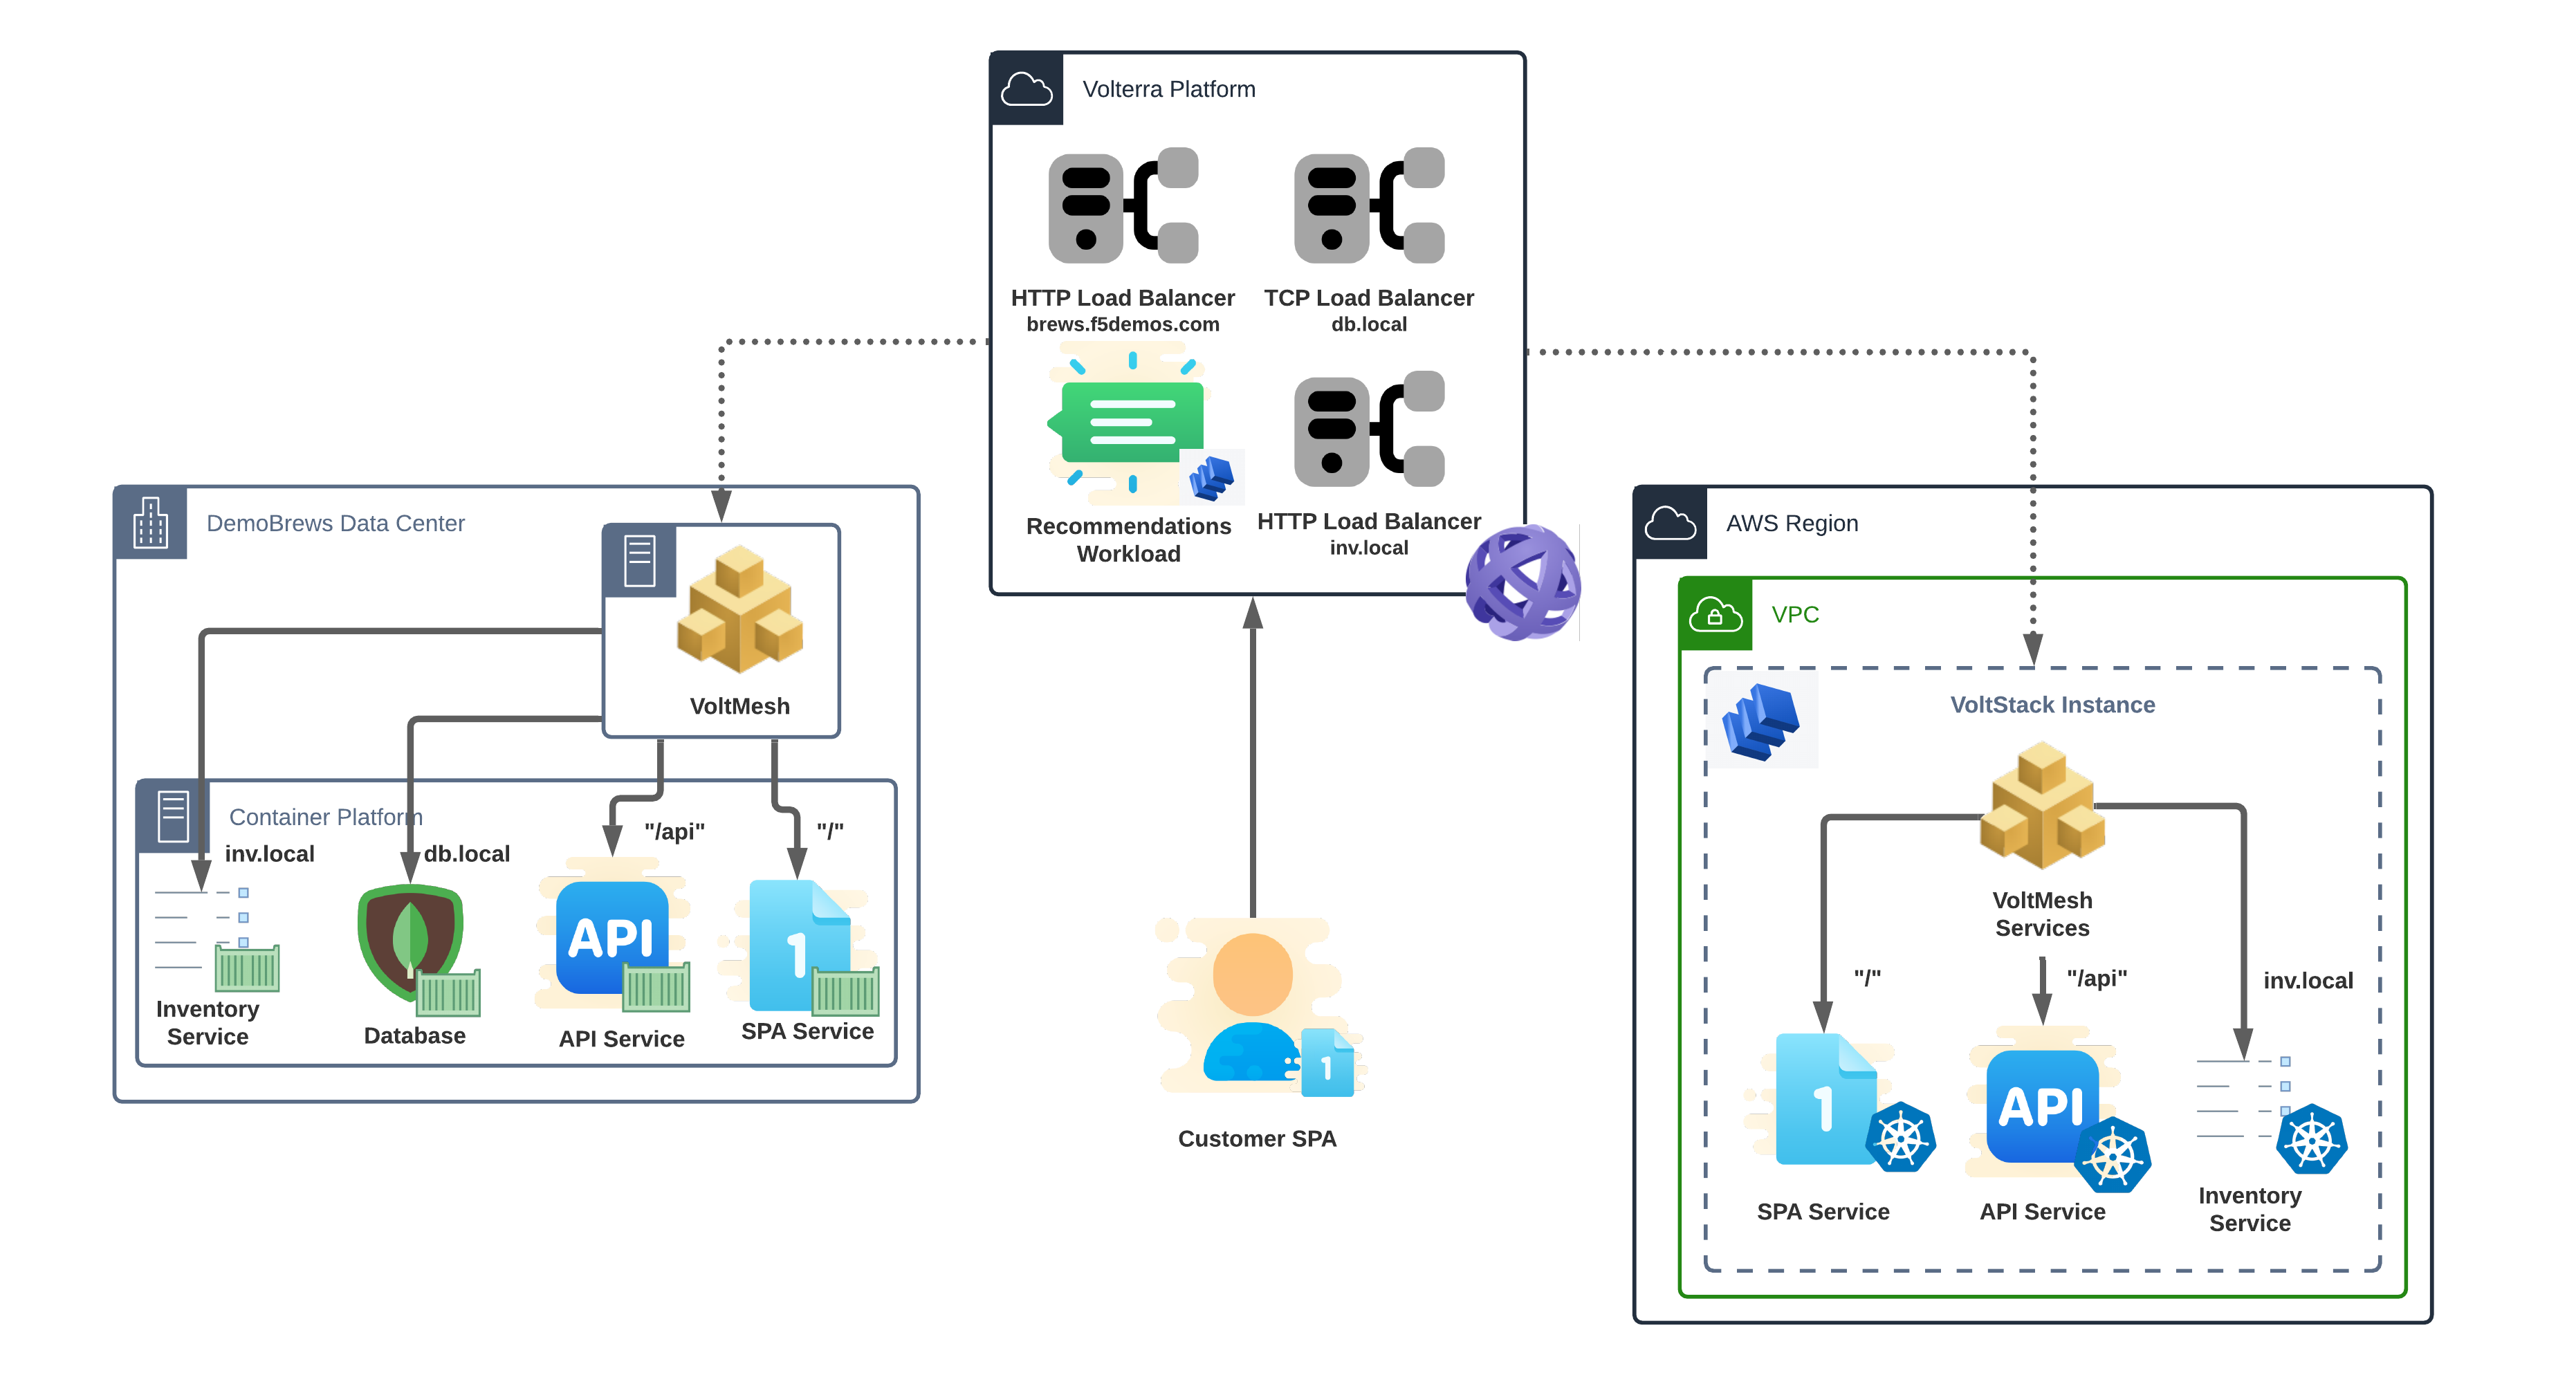 Volterra Platform
HTTP Load Balancer
brews.f5demos.com
TCP Load Balancer
db.local
Recommendations
Workload
HTTP Load Balancer
inv.local
DemoBrews Data Center
VoltMesh
Container Platform
inv.local
db.local
"/api"
"/"
API
1
Inventory
Service
Database
API Service
SPA Service
1
Customer SPA
AWS Region
VPC
VoltStack Instance
VoltMesh
Services
"/"
"/api"
inv.local
1
API
SPA Service
API Service
Inventory
Service